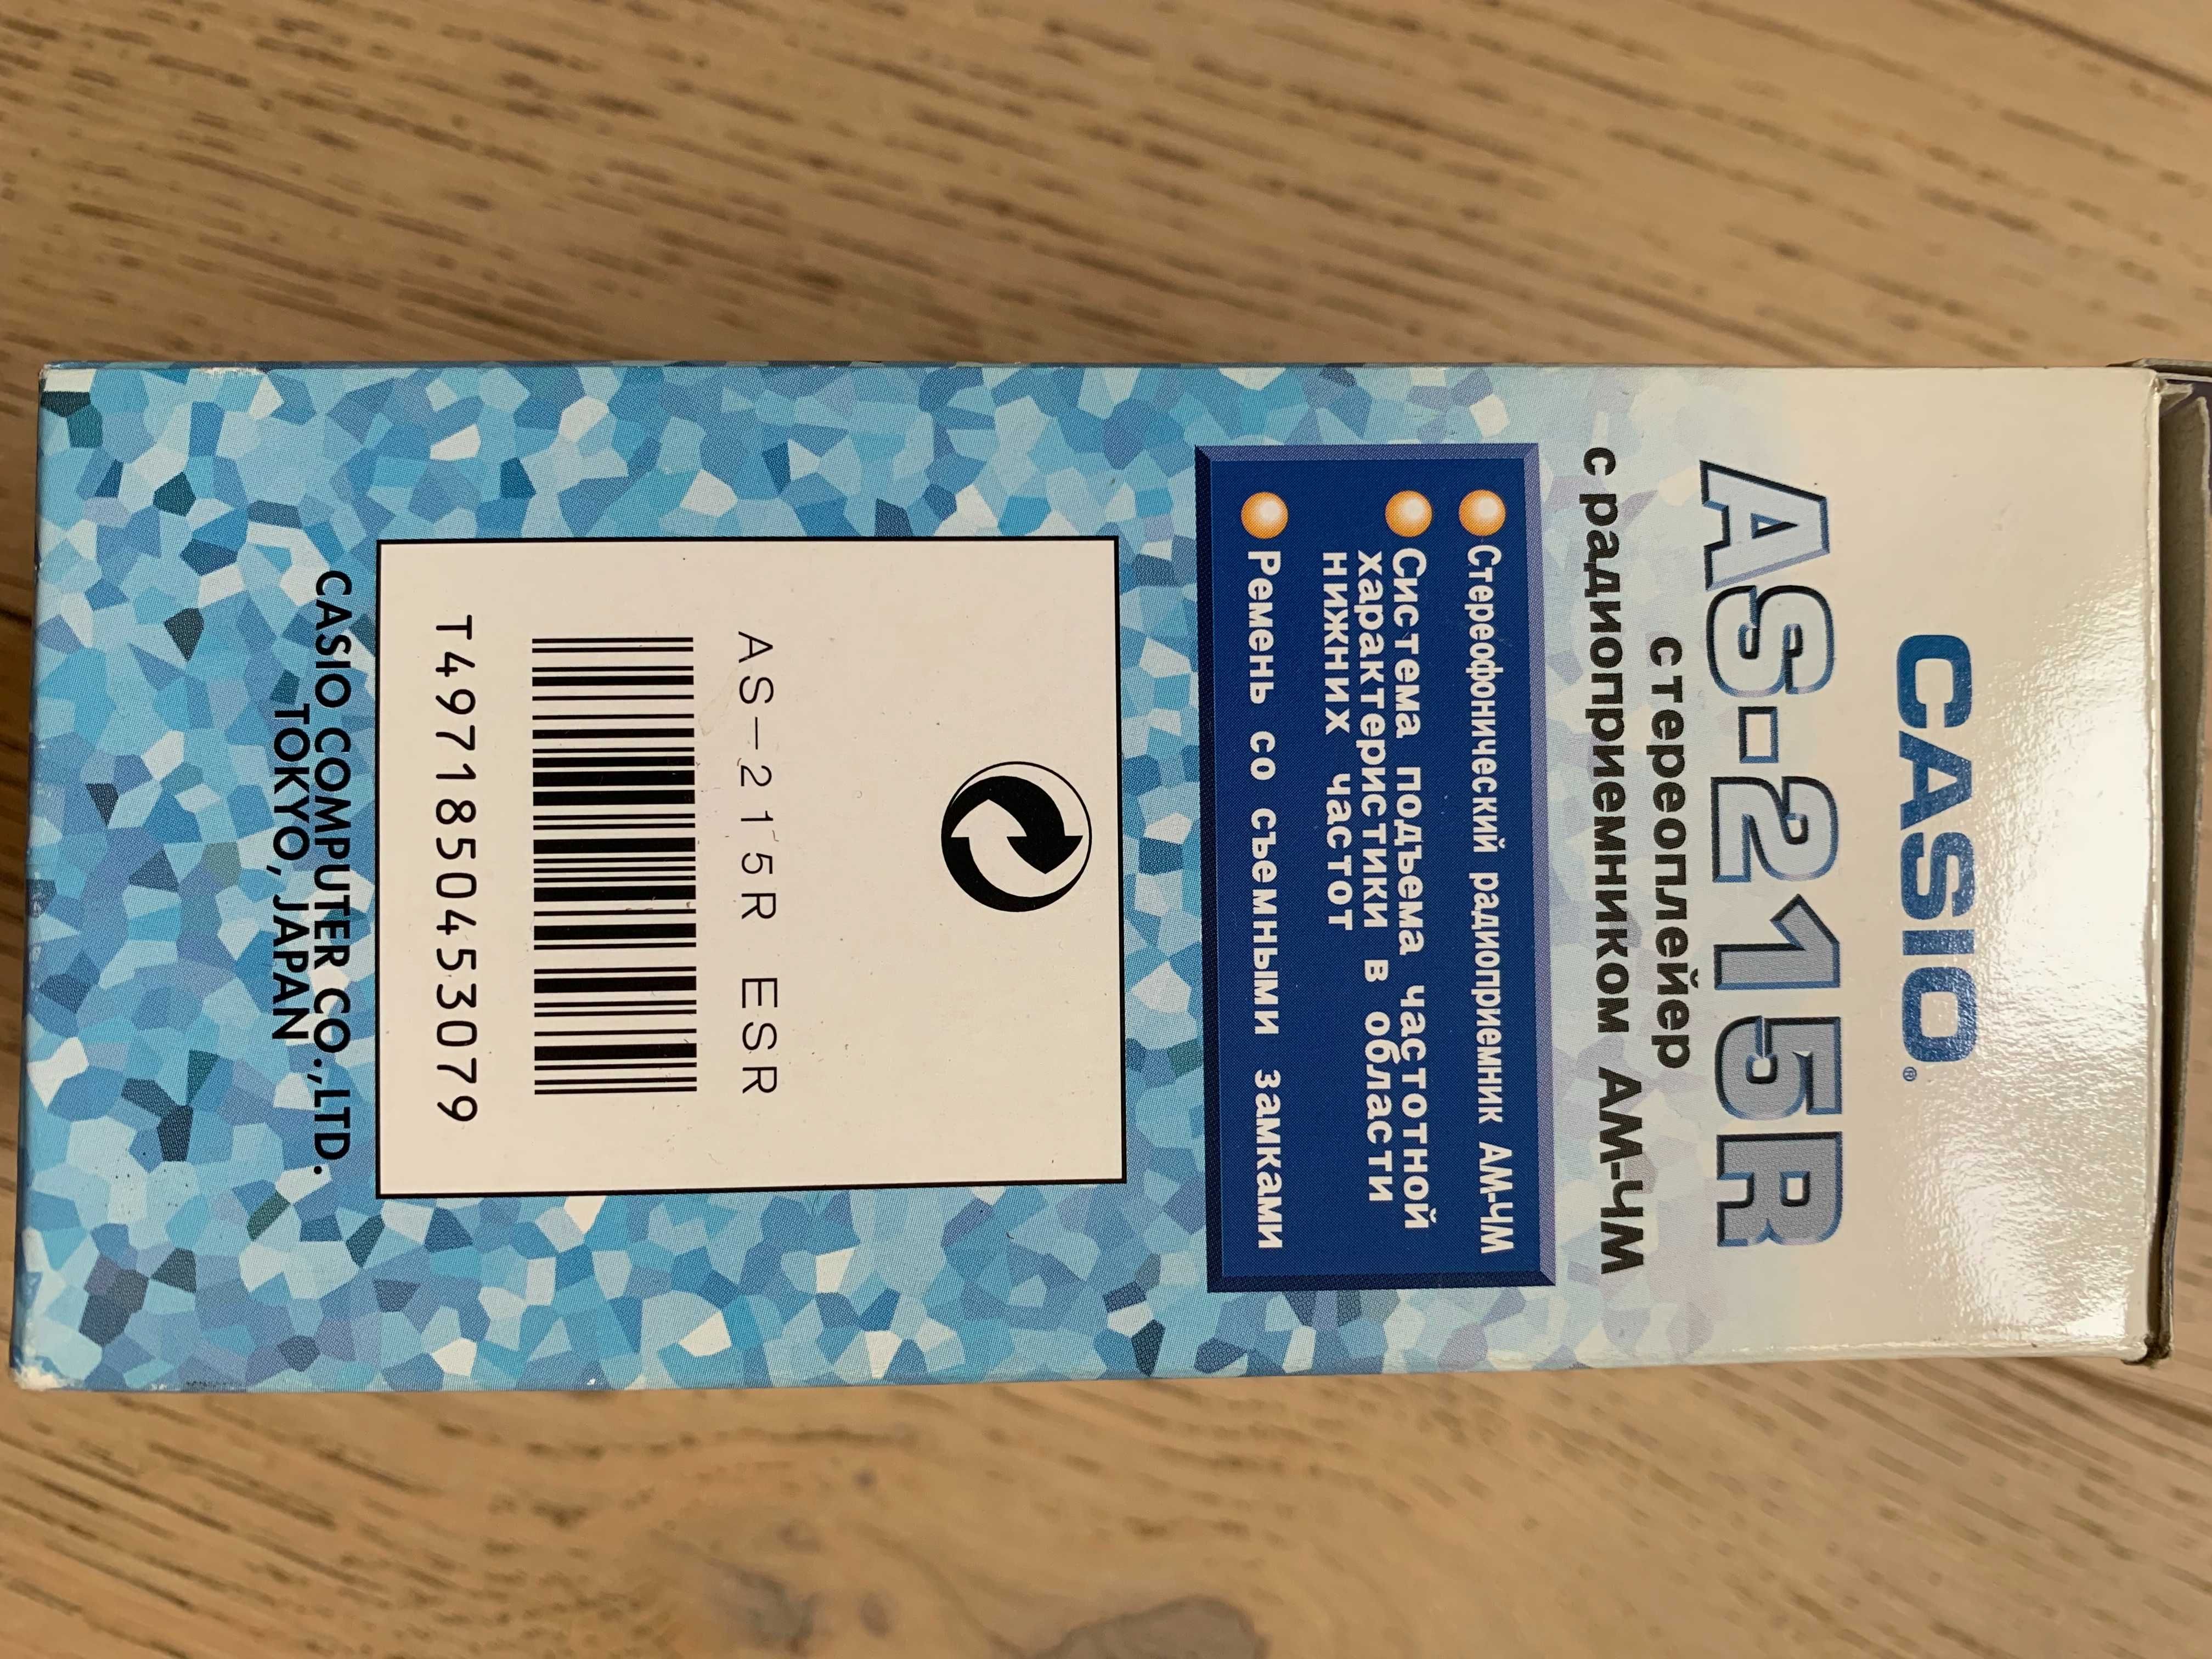 CASIO®
AS-215R
стереоплейер
с радиоприемником АМ-ЧМ
Стереофонический радиоприемник АМ-ЧМ
Система подъема частотной
характеристики в области
нижних частот
Ремень со съемными замками
AS-215R ESR
T4971850453079
CASIO COMPUTER CO.,LTD.
TOKYO, JAPAN